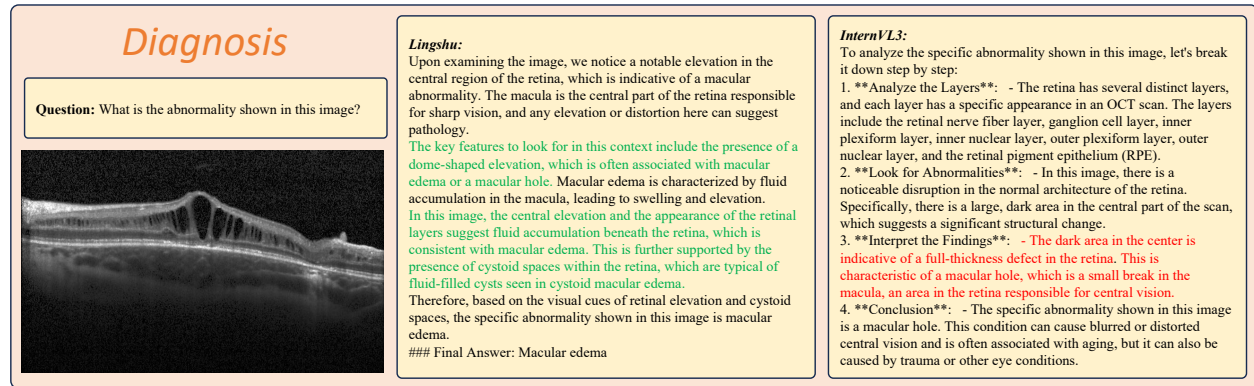 Diagnosis
Question: What is the abnormality shown in this image?
Lingshu:
Upon examining the image, we notice a notable elevation in the
central region of the retina, which is indicative of a macular
abnormality. The macula is the central part of the retina responsible
for sharp vision, and any elevation or distortion here can suggest
pathology.
The key features to look for in this context include the presence of a
dome-shaped elevation, which is often associated with macular
edema or a macular hole. Macular edema is characterized by fluid
accumulation in the macula, leading to swelling and elevation.
In this image, the central elevation and the appearance of the retinal
layers suggest fluid accumulation beneath the retina, which is
consistent with macular edema. This is further supported by the
presence of cystoid spaces within the retina, which are typical of
fluid-filled cysts seen in cystoid macular edema.
Therefore, based on the visual cues of retinal elevation and cystoid
spaces, the specific abnormality shown in this image is macular
edema.
### Final Answer: Macular edema
InternVL3:
To analyze the specific abnormality shown in this image, let's break
it down step by step:
1. **Analyze the Layers**: - The retina has several distinct layers,
and each layer has a specific appearance in an OCT scan. The layers
include the retinal nerve fiber layer, ganglion cell layer, inner
plexiform layer, inner nuclear layer, outer plexiform layer, outer
nuclear layer, and the retinal pigment epithelium (RPE).
2. **Look for Abnormalities**: - In this image, there is a
noticeable disruption in the normal architecture of the retina.
Specifically, there is a large, dark area in the central part of the scan,
which suggests a significant structural change.
3. **Interpret the Findings**: - The dark area in the center is
indicative of a full-thickness defect in the retina. This is
characteristic of a macular hole, which is a small break in the
macula, an area in the retina responsible for central vision.
4. **Conclusion**: - The specific abnormality shown in this image
is a macular hole. This condition can cause blurred or distorted
central vision and is often associated with aging, but it can also be
caused by trauma or other eye conditions.